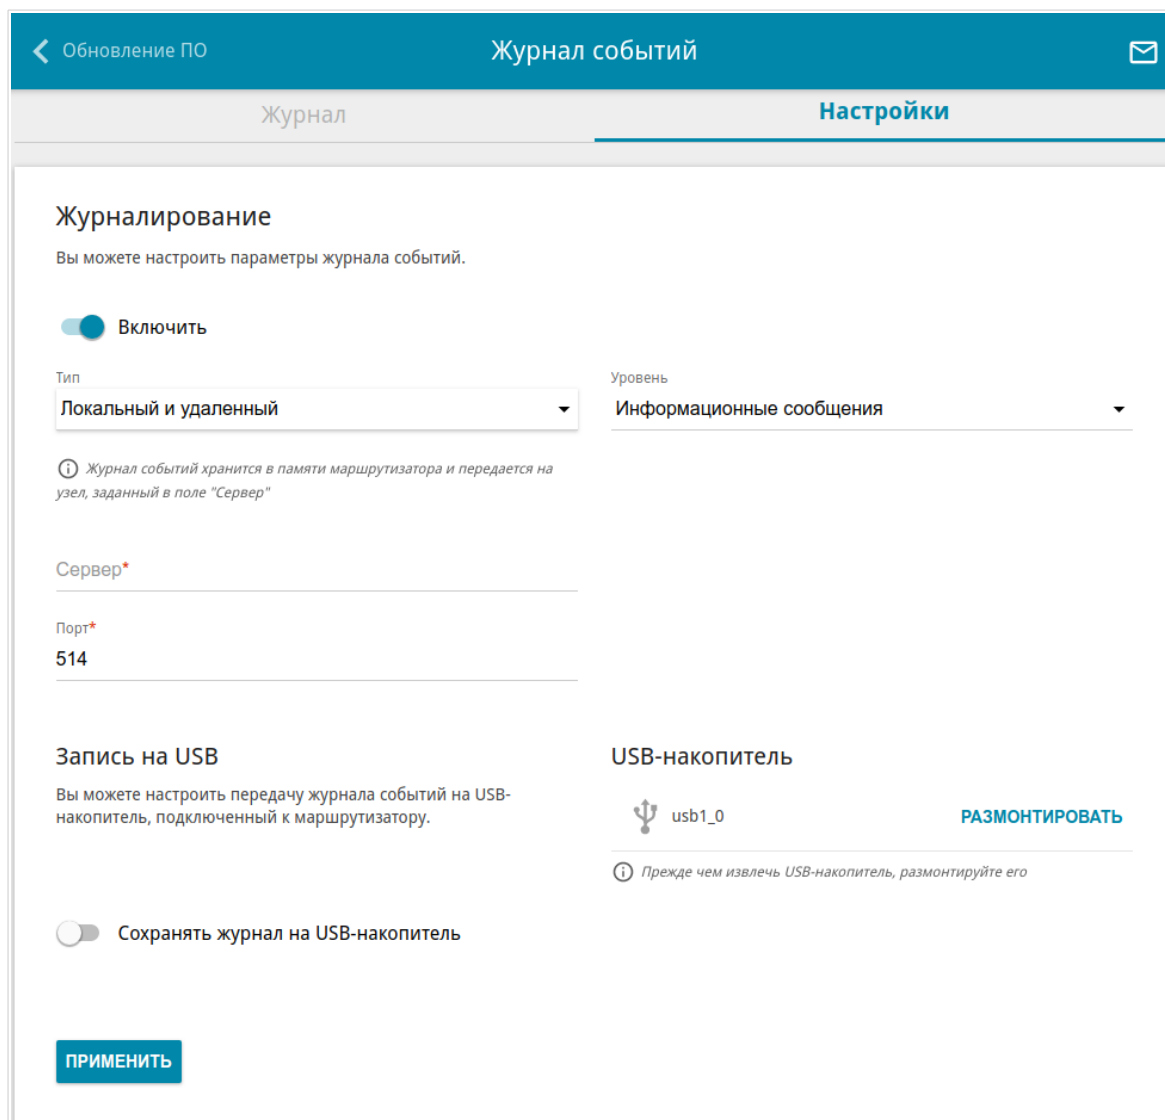 Обновление ПО
Журнал событий
Журнал
Настройки
Журналирование
Вы можете настроить параметры журнала событий.
Включить
Тип
Локальный и удаленный
Уровень
Информационные сообщения
Журнал событий хранится в памяти маршрутизатора и передается на
узел, заданный в поле "Сервер"
Сервер*
Порт*
514
Запись на USB
Вы можете настроить передачу журнала событий на USB-
накопитель, подключенный к маршрутизатору.
USB-накопитель
usb1_0
РАЗМОНТИРОВАТЬ
Прежде чем извлечь USB-накопитель, размонтируйте его
Сохранять журнал на USB-накопитель
ПРИМЕНИТЬ